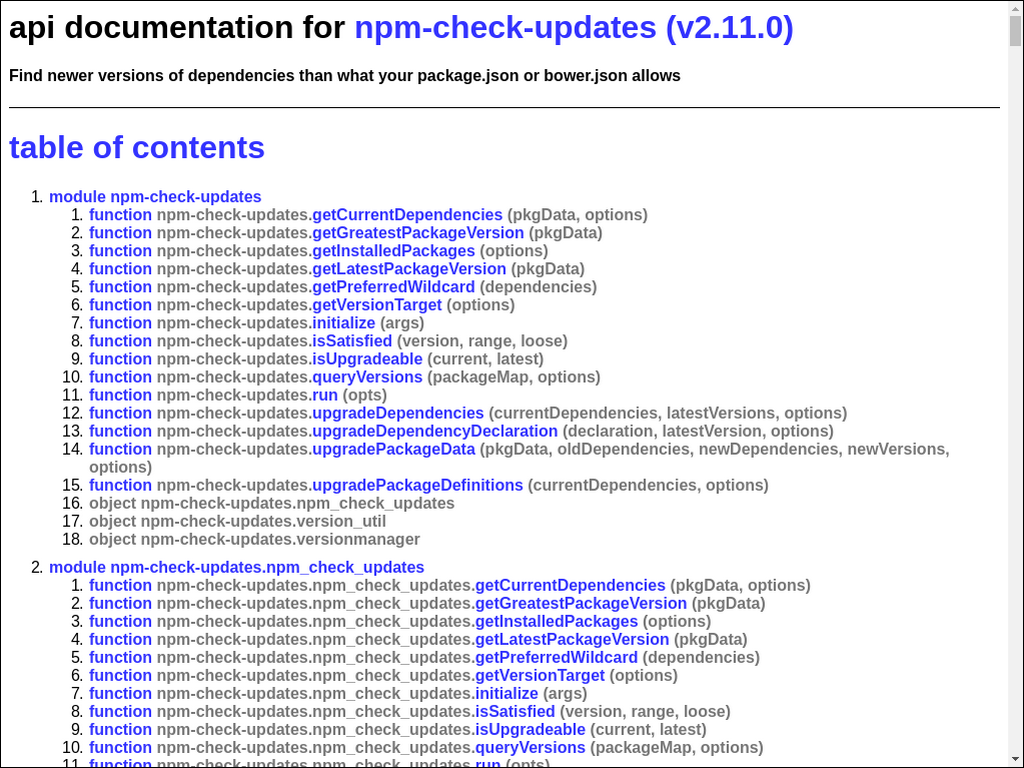 api documentation for npm-check-updates (v2.11.0)
Find newer versions of dependencies than what your package.json or bower.json allows
table of contents
1. module npm-check-updates
1. function npm-check-updates.getCurrentDependencies (pkgData, options)
2. function npm-check-updates.getGreatestPackageVersion (pkgData)
3. function npm-check-updates.getInstalledPackages (options)
4. function npm-check-updates.getLatestPackageVersion (pkgData)
5. function npm-check-updates.getPreferredWildcard (dependencies)
6. function npm-check-updates.getVersionTarget (options)
7. function npm-check-updates.initialize (args)
8. function npm-check-updates.isSatisfied (version, range, loose)
9. function npm-check-updates.isUpgradeable (current, latest)
10. function npm-check-updates.queryVersions (packageMap, options)
11. function npm-check-updates.run (opts)
12. function npm-check-updates.upgradeDependencies (currentDependencies, latestVersions, options)
13. function npm-check-updates.upgradeDependencyDeclaration (declaration, latestVersion, options)
14. function npm-check-updates.upgradePackageData (pkgData, oldDependencies, newDependencies, newVersions,
options)
15. function npm-check-updates.upgradePackageDefinitions (currentDependencies, options)
16. object npm-check-updates.npm_check_updates
17. object npm-check-updates.version_util
18. object npm-check-updates.versionmanager
2. module npm-check-updates.npm_check_updates
1. function npm-check-updates.npm_check_updates.getCurrentDependencies (pkgData, options)
2. function npm-check-updates.npm_check_updates.getGreatestPackageVersion (pkgData)
3. function npm-check-updates.npm_check_updates.getInstalledPackages (options)
4. function npm-check-updates.npm_check_updates.getLatestPackageVersion (pkgData)
5. function npm-check-updates.npm_check_updates.getPreferredWildcard (dependencies)
6. function npm-check-updates.npm_check_updates.getVersionTarget (options)
7. function npm-check-updates.npm_check_updates.initialize (args)
8. function npm-check-updates.npm_check_updates.isSatisfied (version, range, loose)
9. function npm-check-updates.npm_check_updates.isUpgradeable (current, latest)
10. function npm-check-updates.npm_check_updates.queryVersions (packageMap, options)
11. function npm-check-updates.npm_check_updates.run (opts)